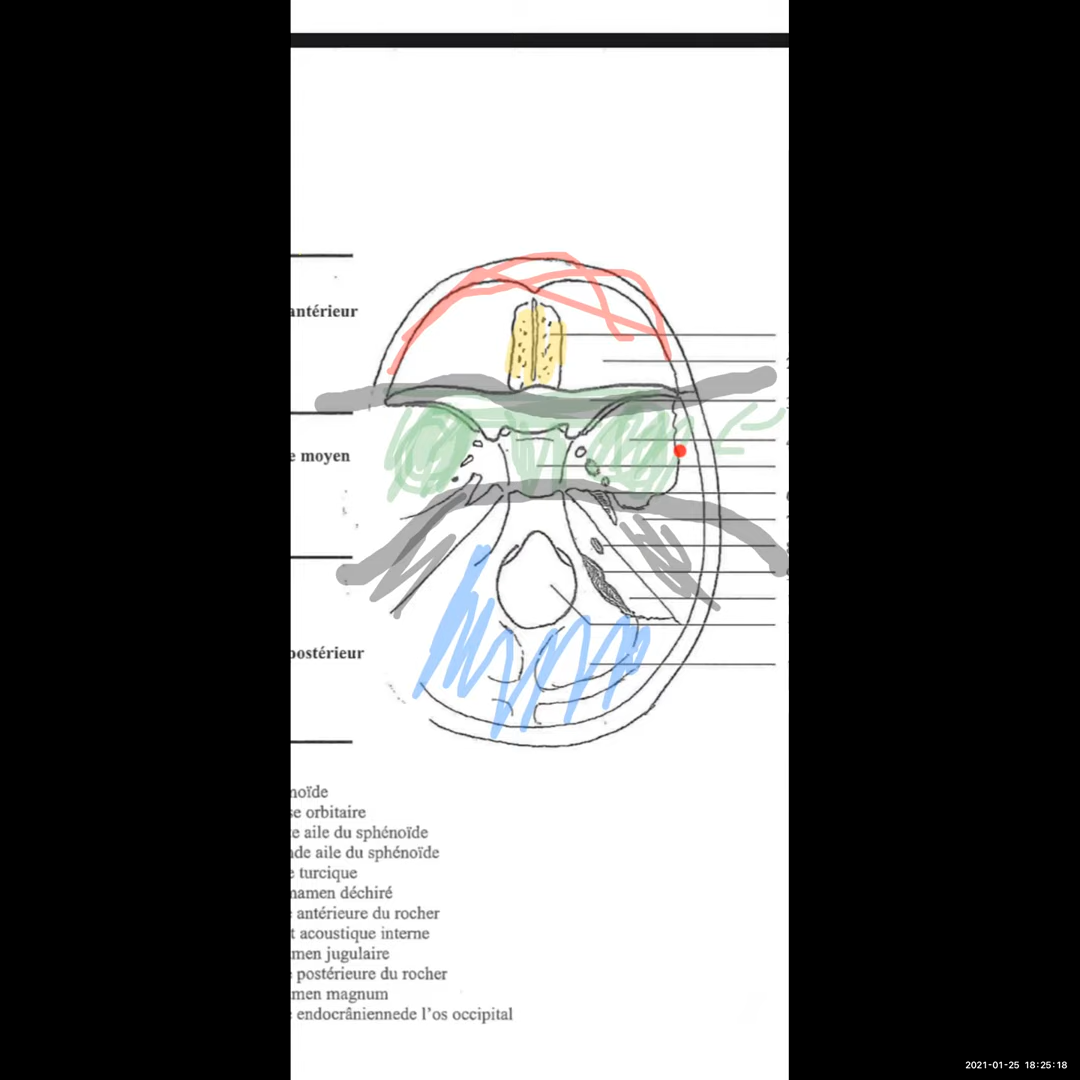 antérieur
e moyen
postérieur
noïde
se orbitaire
te aile du sphénoïde
nde aile du sphénoïde
e turcique
namen déchiré
antérieure du rocher
t acoustique interne
men jugulaire
postérieure du rocher
men magnum
endocrâniennede l'os occipital
2021-01-25 18:25:18